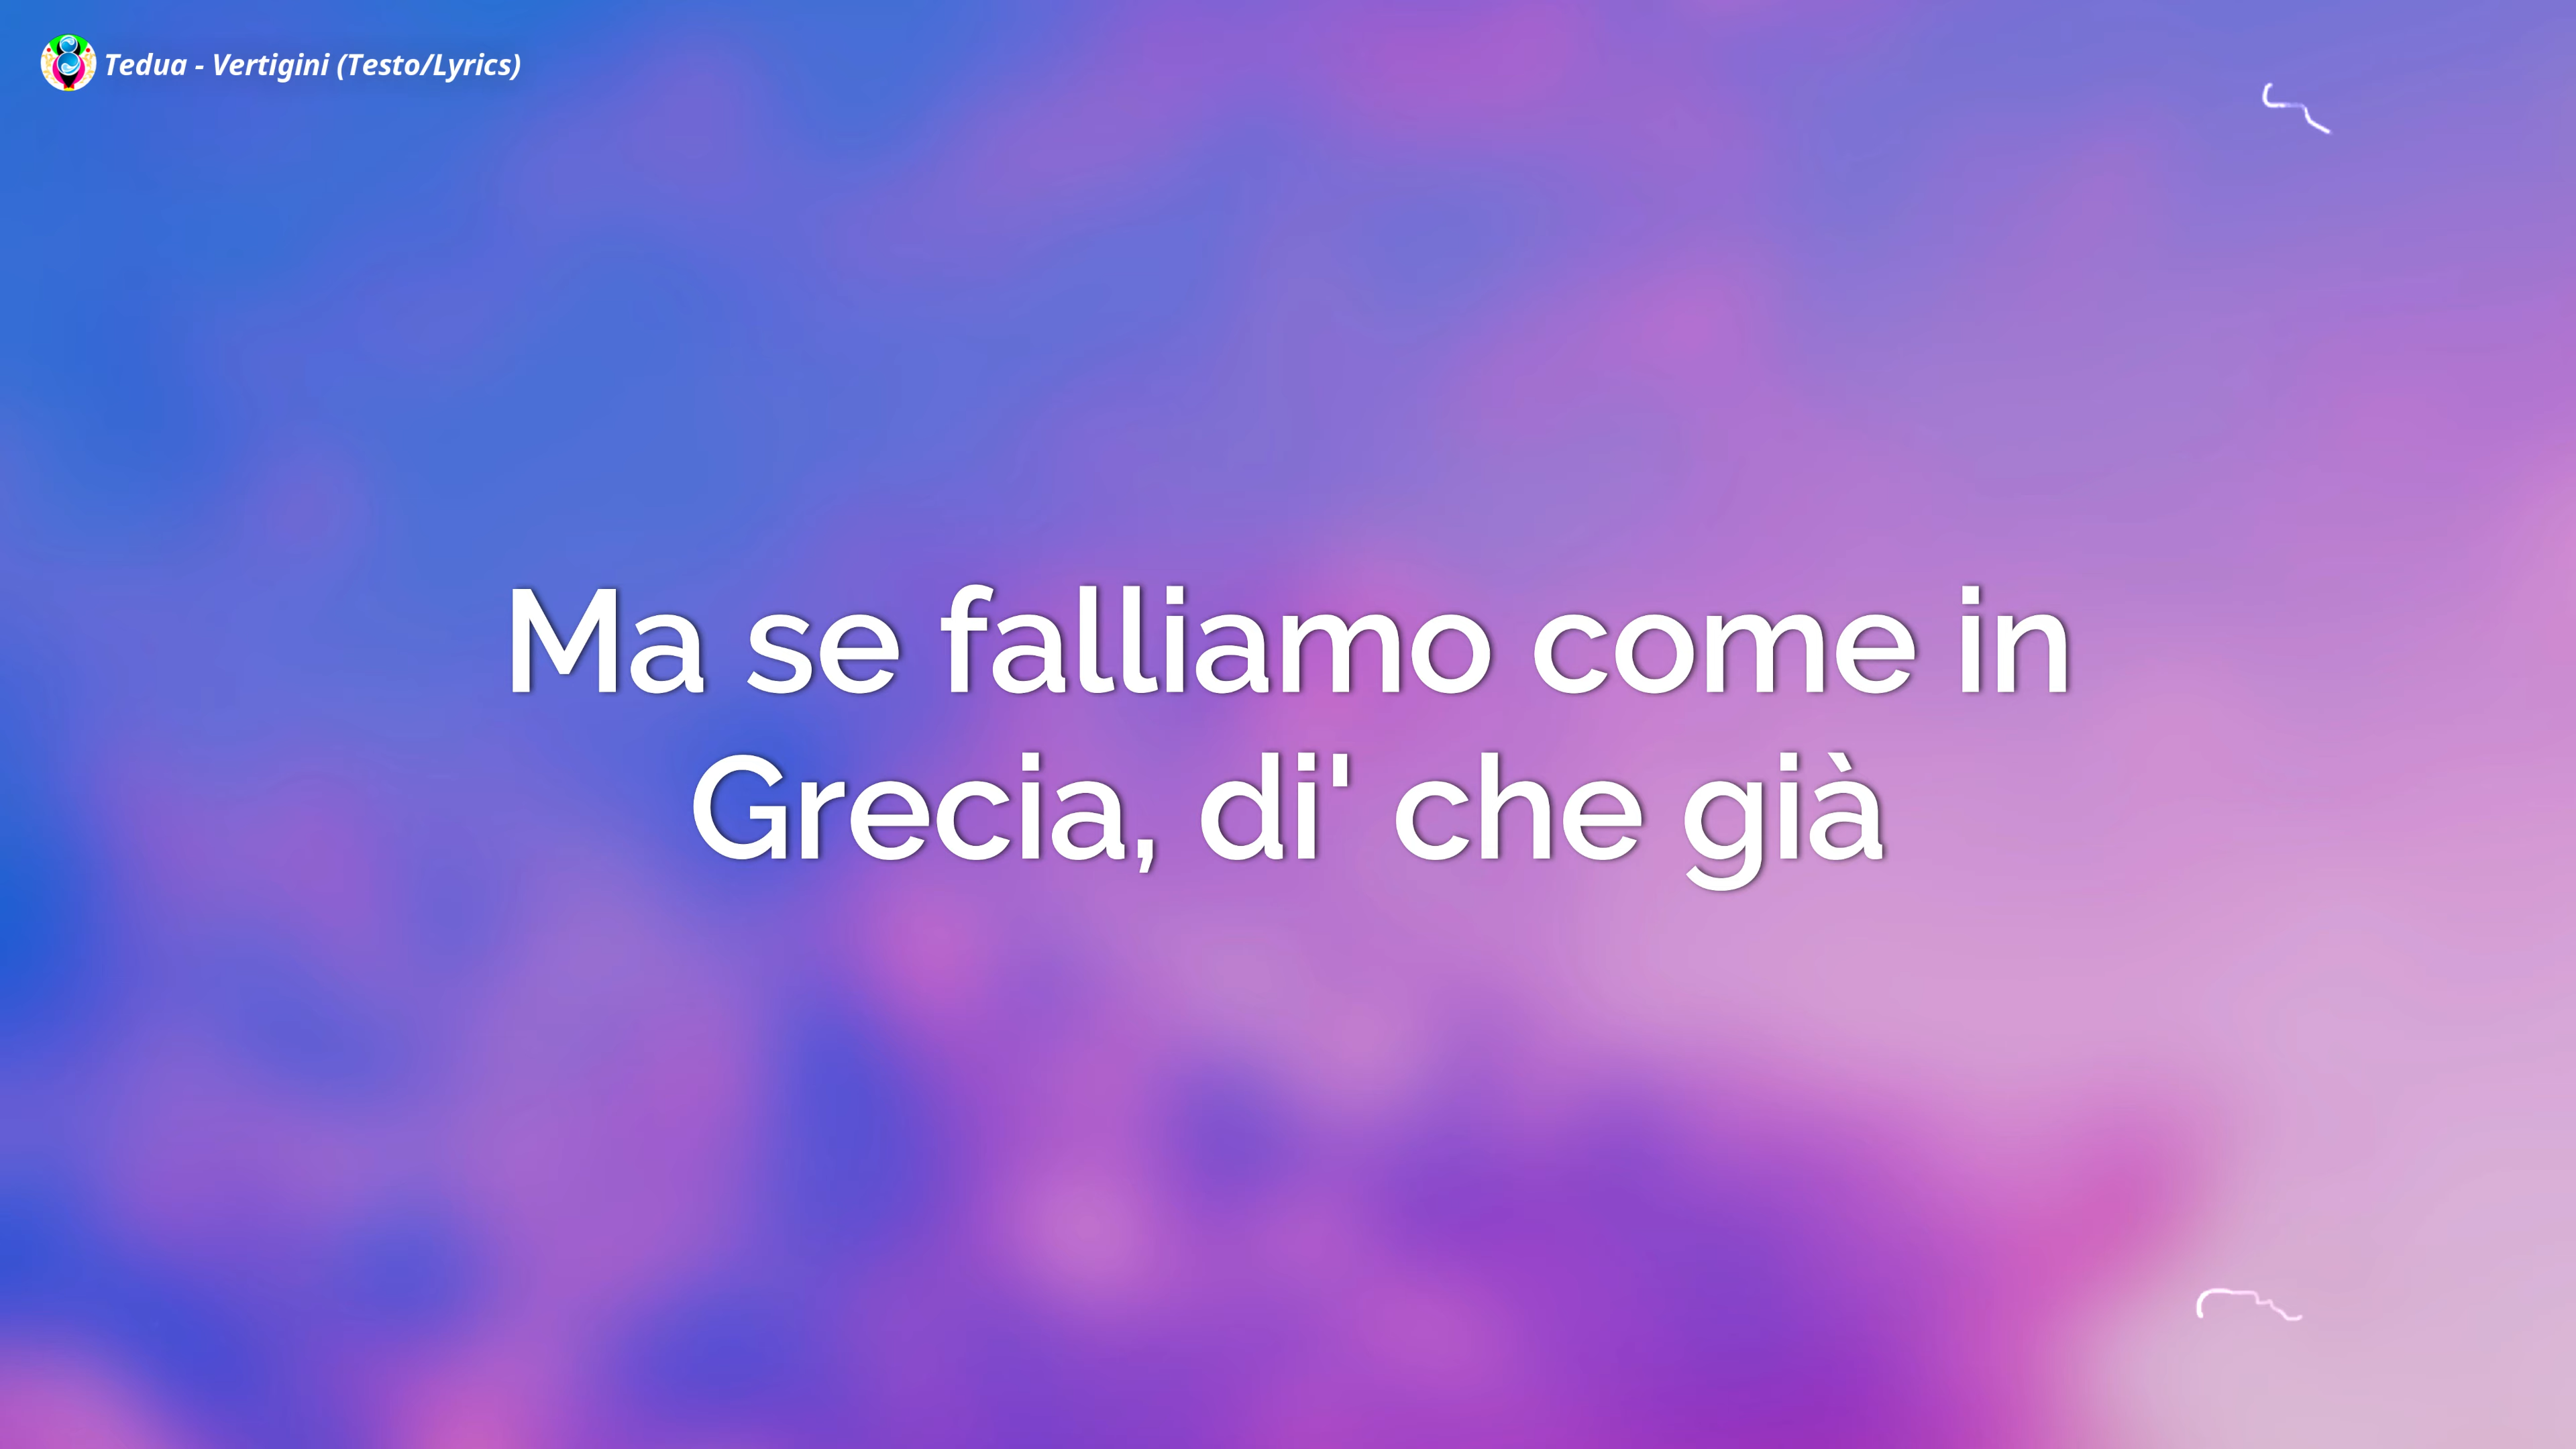 Tedua - Vertigini (Testo/Lyrics)
Ma se falliamo come in
Grecia, di' che già